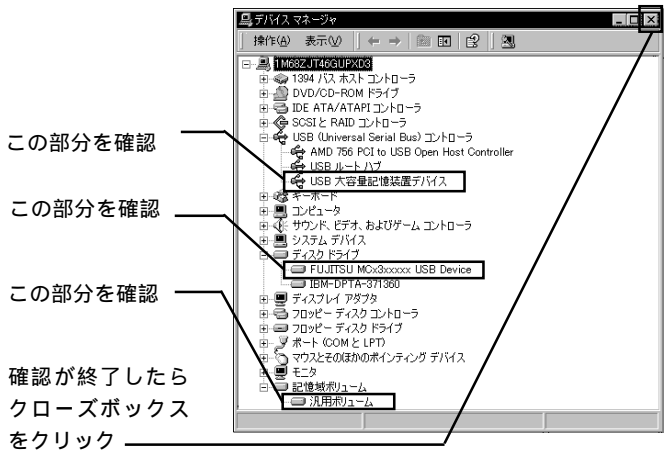 デバイス マネージャ
操作(A) 表示(V)
1M68ZJT46GUPXD3
1394 バス ホスト コントローラ
DVD/CD-ROM ドライブ
IDE ATA/ATAPI コントローラ
SCSI と RAID コントローラ
USB (Universal Serial Bus) コントローラ
AMD 756 PCI to USB Open Host Controller
USB ルート ハブ
USB 大容量記憶装置デバイス
キーボード
コンピュータ
サウンド、ビデオ、およびゲーム コントローラ
システム デバイス
ディスク ドライブ
FUJITSU MCx3xxxxx USB Device
IBM-DPTA-371360
ディスプレイ アダプタ
フロッピー ディスク コントローラ
フロッピー ディスク ドライブ
ポート (COM と LPT)
マウスとそのほかのポインティング デバイス
モニタ
記憶域ボリューム
汎用ボリューム
この部分を確認
この部分を確認
この部分を確認
確認が終了したら
クローズボックス
をクリック